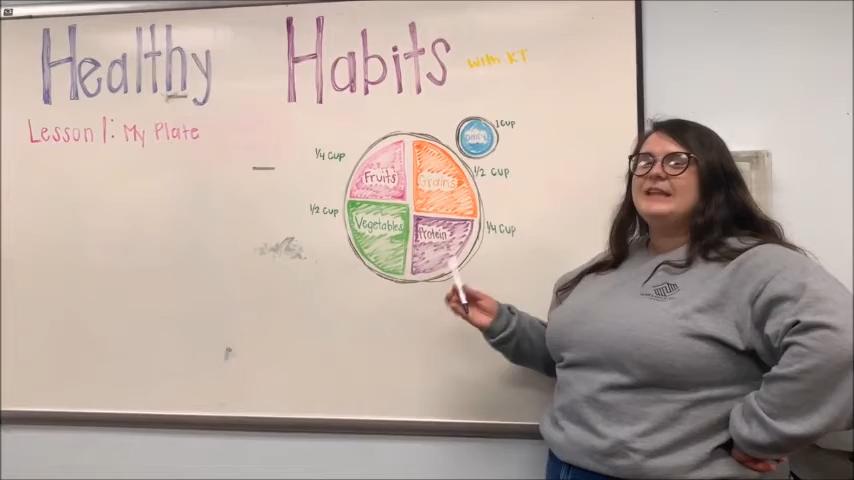 Healthy Habits with KT
Lesson 1: My Plate
1 cup
Dairy
1/4 cup
Fruits
Grains
1/2 cup
1/2 cup
Vegetables
Protein
1/4 cup